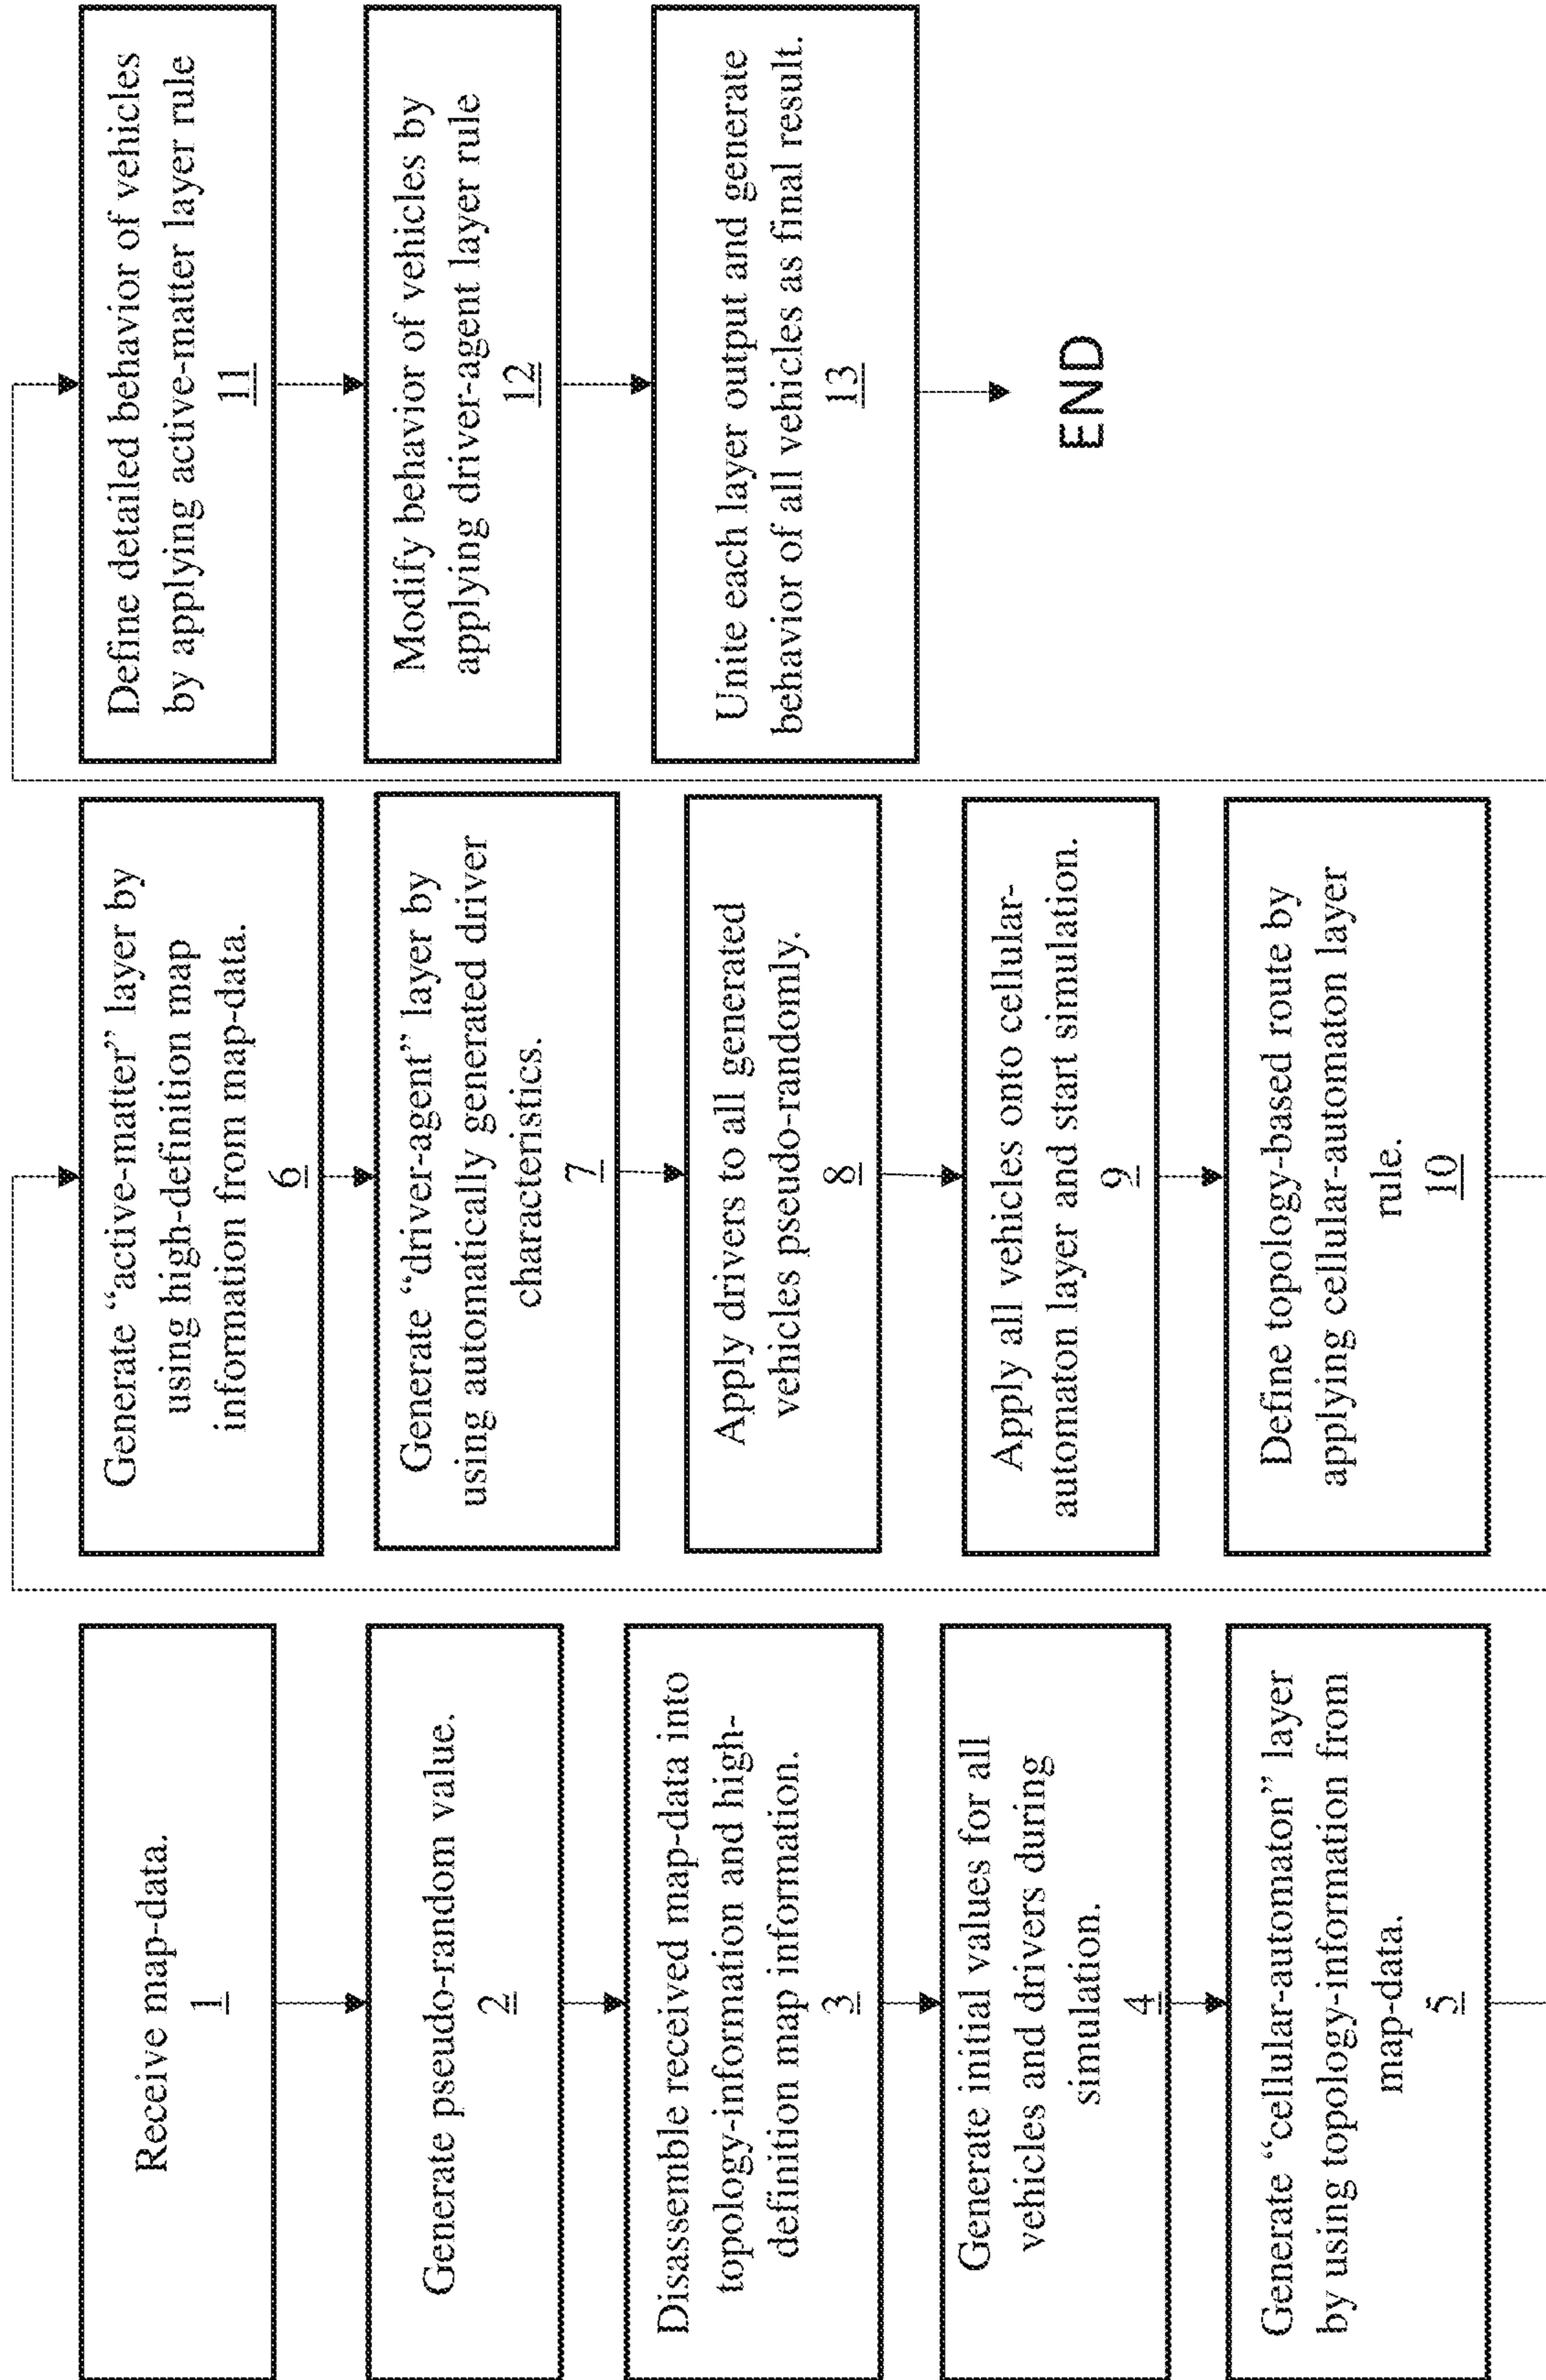 Receive map-data.
1
Generate pseudo-random value.
2
Disassemble received map-data into
topology-information and high-
definition map information.
3
Generate initial values for all
vehicles and drivers during
simulation.
4
Generate “cellular-automaton” layer
by using topology-information from
map-data.
5
Generate “active-matter” layer by
using high-definition map
information from map-data.
6
Generate “driver-agent” layer by
using automatically generated driver
characteristics.
7
Apply drivers to all generated
vehicles pseudo-randomly.
8
Apply all vehicles onto cellular-
automaton layer and start simulation.
9
Define topology-based route by
applying cellular-automaton layer
rule.
10
Define detailed behavior of vehicles
by applying active-matter layer rule
11
Modify behavior of vehicles by
applying driver-agent layer rule
12
Unite each layer output and generate
behavior of all vehicles as final result.
13
END